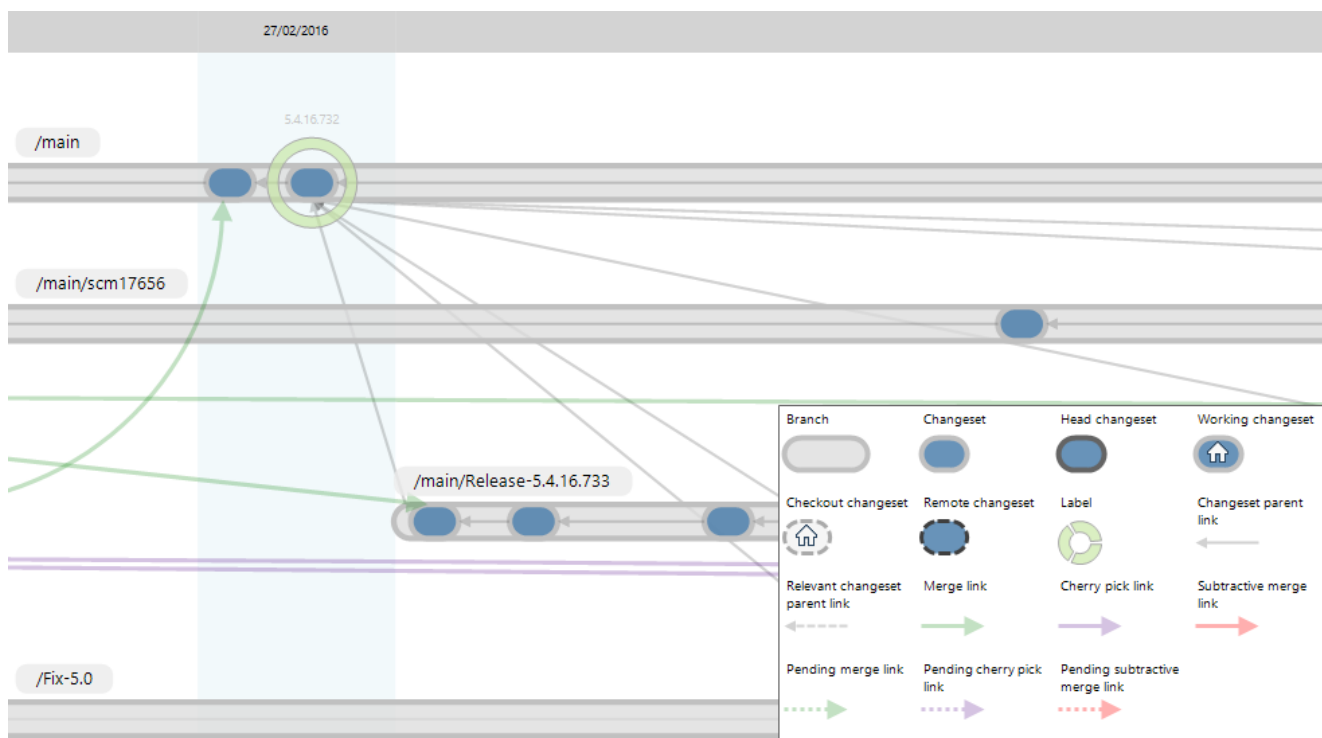 27/02/2016
5.4.16.732
/main
/main/scm17656
/main/Release-5.4.16.733
/Fix-5.0
Branch
Changeset
Head changeset
Working changeset
Checkout changeset
Remote changeset
Label
Changeset parent
link
Relevant changeset
parent link
Merge link
Cherry pick link
Subtractive merge
link
Pending merge link
Pending cherry pick
link
Pending subtractive
merge link